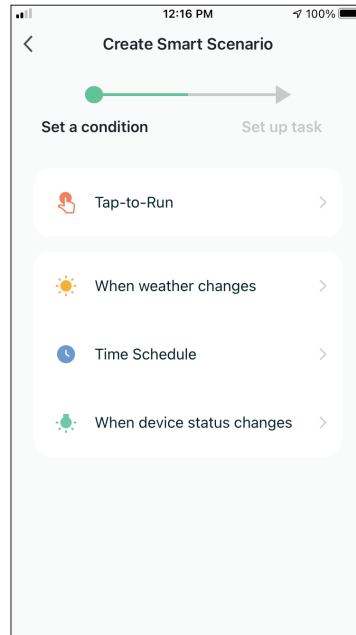 12:16 PM 100%
Create Smart Scenario
Set a condition Set up task
Tap-to-Run
When weather changes
Time Schedule
When device status changes